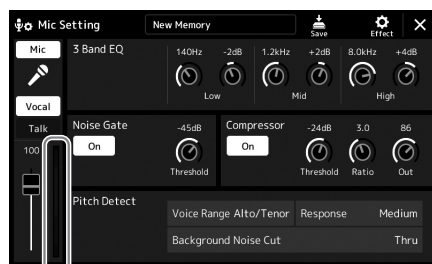 Mic Setting
New Memory
Save
Effect
Mic
Vocal
Talk
100
3 Band EQ
140Hz -2dB 1.2kHz +2dB 8.0kHz +4dB
Low Mid High
Noise Gate
On
-45dB
Threshold
Compressor
On
-24dB 3.0 86
Threshold Ratio Out
Pitch Detect
Voice Range Alto/Tenor Response Medium
Background Noise Cut Thru